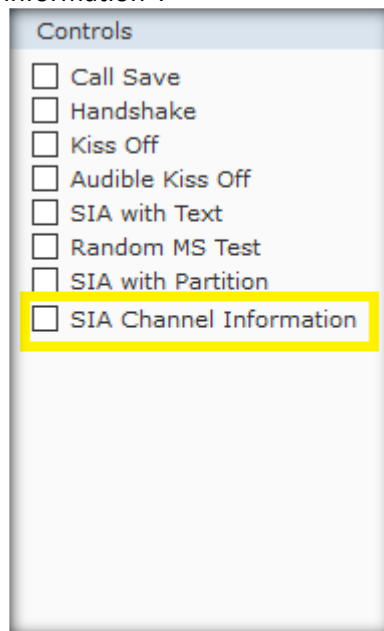 Information".
Controls
Call Save
Handshake
Kiss Off
Audible Kiss Off
SIA with Text
Random MS Test
SIA with Partition
SIA Channel Information